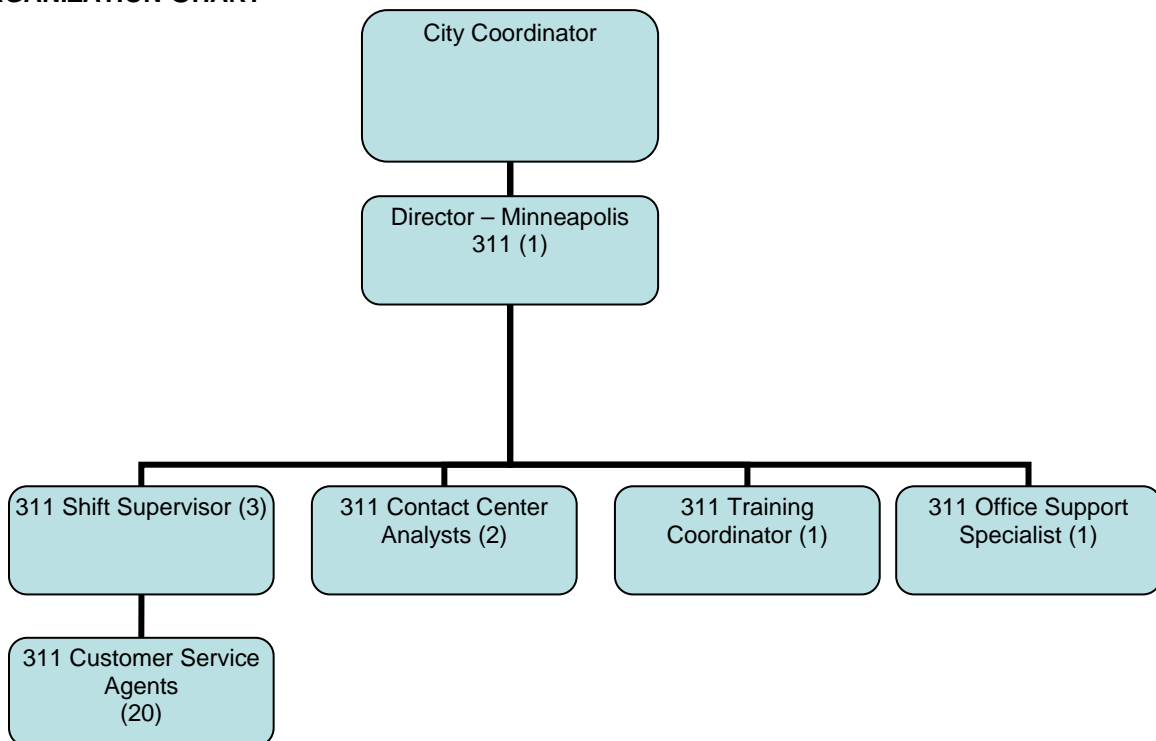 City Coordinator
Director – Minneapolis
311 (1)
311 Shift Supervisor (3)
311 Contact Center
Analysts (2)
311 Training
Coordinator (1)
311 Office Support
Specialist (1)
311 Customer Service
Agents
(20)